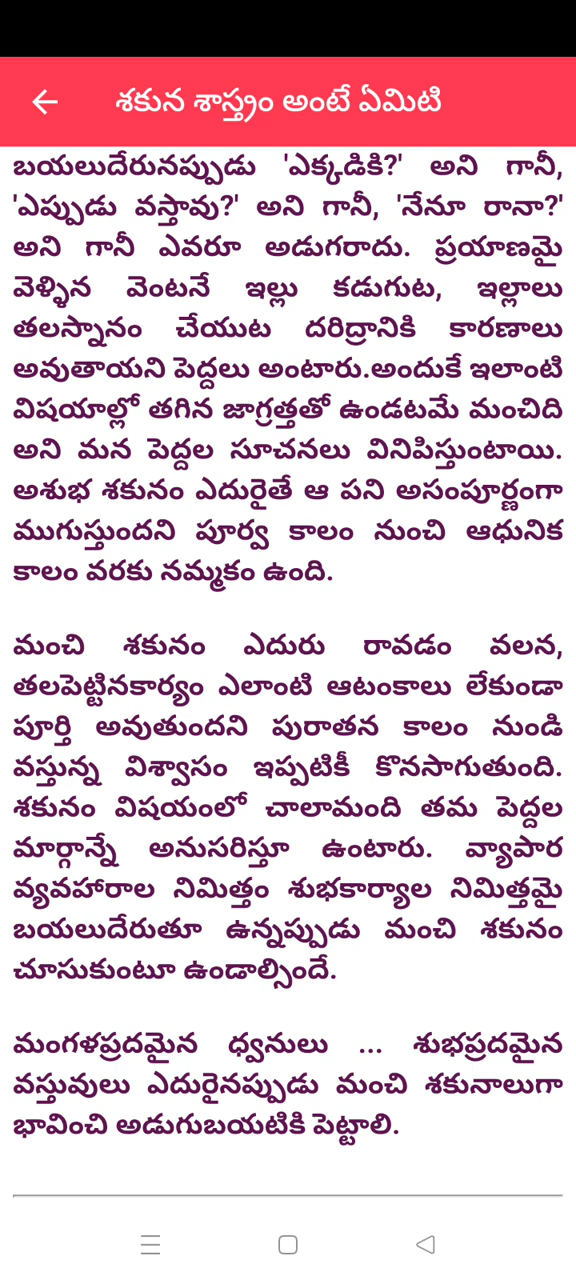 శకున శాస్త్రం అంటే ఏమిటి
బయలుదేరునప్పుడు 'ఎక్కడికి?' అని గానీ,
'ఎప్పుడు వస్తావు?' అని గానీ, 'నేనూ రానా?'
అని గానీ ఎవరూ అడుగరాదు. ప్రయాణమై
వెళ్ళిన వెంటనే ఇల్లు కడుగుట, ఇల్లాలు
తలస్నానం చేయుట దరిద్రానికి కారణాలు
అవుతాయని పెద్దలు అంటారు.అందుకే ఇలాంటి
విషయాల్లో తగిన జాగ్రత్తతో ఉండటమే మంచిది
అని మన పెద్దల సూచనలు వినిపిస్తుంటాయి.
అశుభ శకునం ఎదురైతే ఆ పని అసంపూర్ణంగా
ముగుస్తుందని పూర్వ కాలం నుంచి ఆధునిక
కాలం వరకు నమ్మకం ఉంది.
మంచి శకునం ఎదురు రావడం వలన,
తలపెట్టినకార్యం ఎలాంటి ఆటంకాలు లేకుండా
పూర్తి అవుతుందని పురాతన కాలం నుండి
వస్తున్న విశ్వాసం ఇప్పటికీ కొనసాగుతుంది.
శకునం విషయంలో చాలామంది తమ పెద్దల
మార్గాన్నే అనుసరిస్తూ ఉంటారు. వ్యాపార
వ్యవహారాల నిమిత్తం శుభకార్యాల నిమిత్తమై
బయలుదేరుతూ ఉన్నప్పుడు మంచి శకునం
చూసుకుంటూ ఉండాల్సిందే.
మంగళప్రదమైన ధ్వనులు ... శుభప్రదమైన
వస్తువులు ఎదురైనప్పుడు మంచి శకునాలుగా
భావించి అడుగుబయటికి పెట్టాలి.